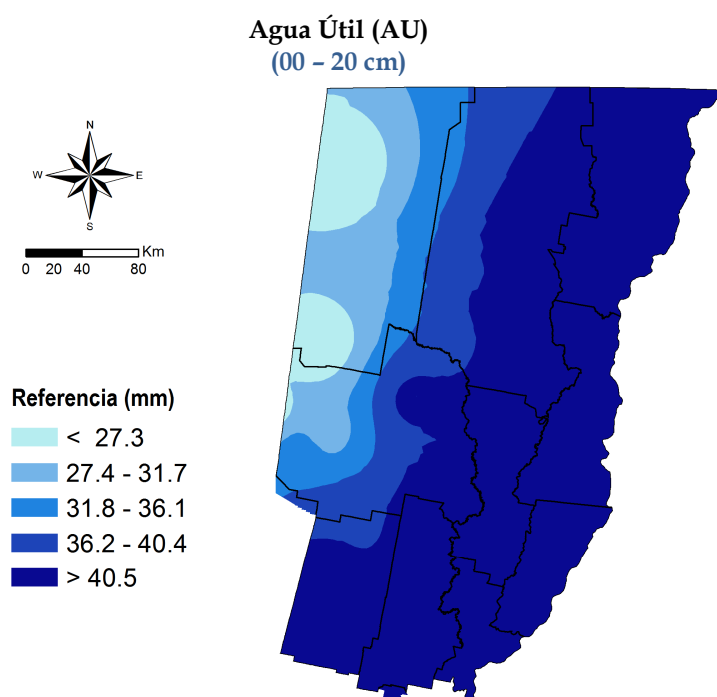 Agua Útil (AU)
(00 – 20 cm)
N
W E
S
Km
0 20 40 80
Referencia (mm)
< 27.3
27.4 - 31.7
31.8 - 36.1
36.2 - 40.4
> 40.5